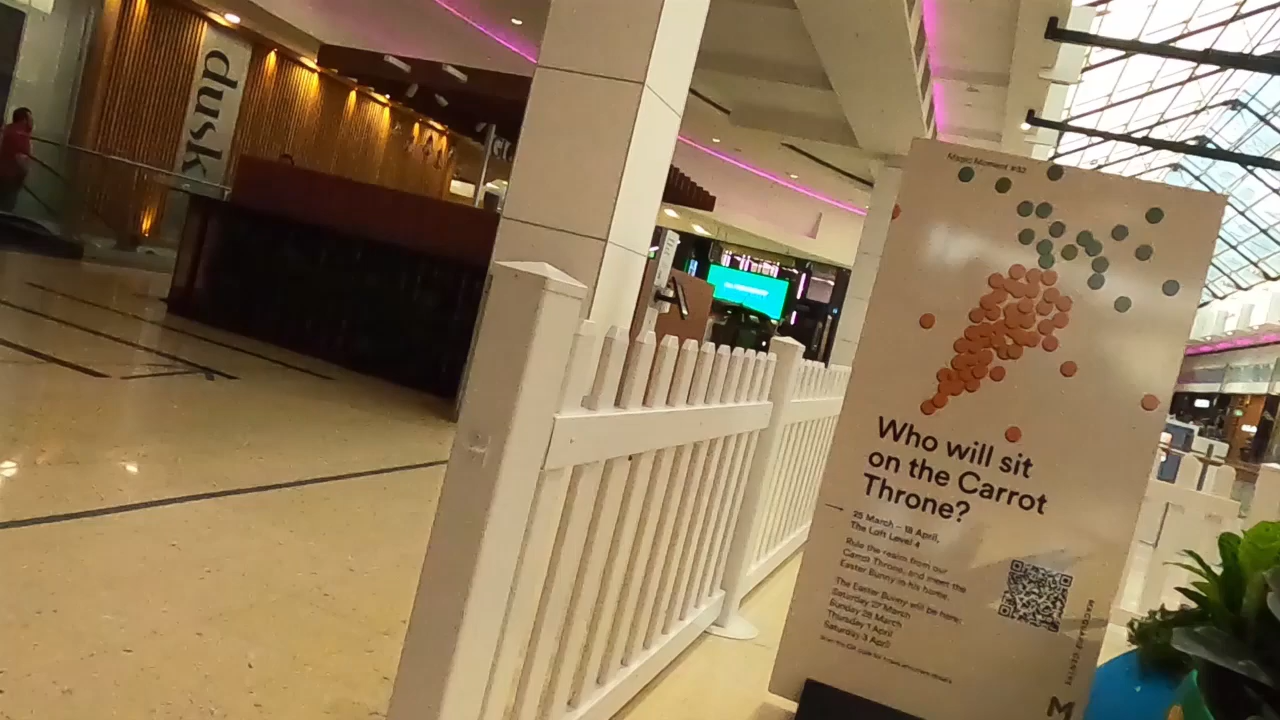 dusk
Magic Moment #32
Who will sit
on the Carrot
Throne?
25 March – 18 April,
The Loft Level 4
Rule the realm from our
Carrot Throne, and meet the
Easter Bunny in his home.
The Easter Bunny will be here:
Saturday 27 March
Sunday 28 March
Thursday 1 April
Saturday 3 April
MACQUARIE CENTRE
M